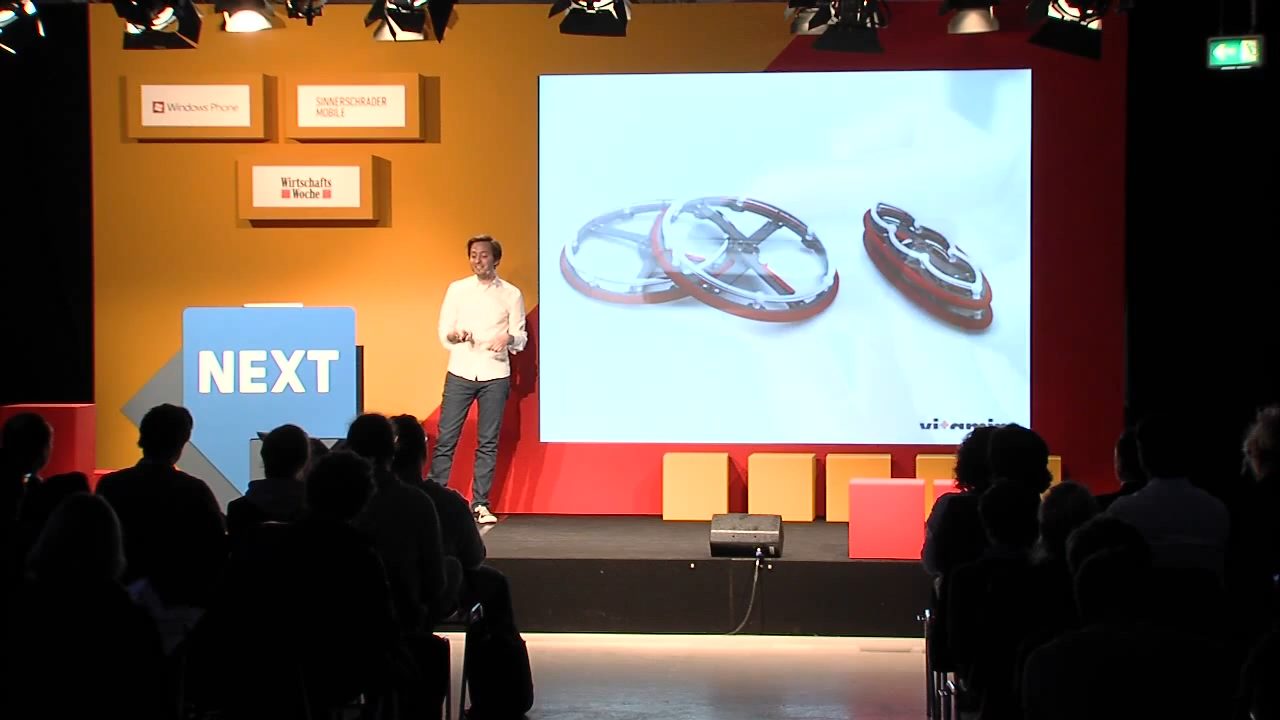 Windows Phone
SINNERSCHRADER
MOBILE
Wirtschafts
Woche
NEXT